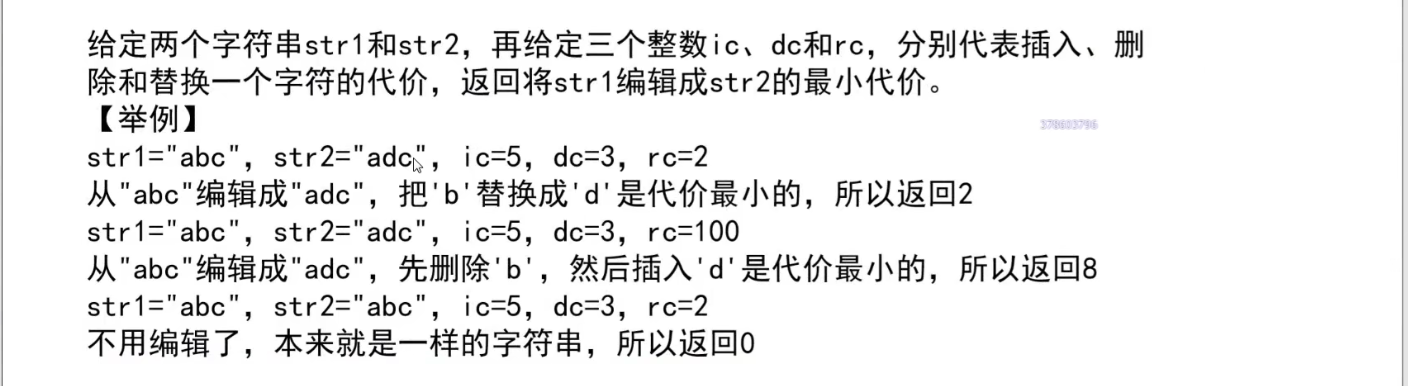 给定两个字符串str1和str2，再给定三个整数ic、dc和rc，分别代表插入、删
除和替换一个字符的代价，返回将str1编辑成str2的最小代价。
【举例】
378603796
str1="abc"，str2="adc"，ic=5，dc=3，rc=2
从"abc"编辑成"adc"，把'b'替换成'd'是代价最小的，所以返回2
str1="abc"，str2="adc"，ic=5，dc=3，rc=100
从"abc"编辑成"adc"，先删除'b'，然后插入'd'是代价最小的，所以返回8
str1="abc"，str2="abc"，ic=5，dc=3，rc=2
不用编辑了，本来就是一样的字符串，所以返回0